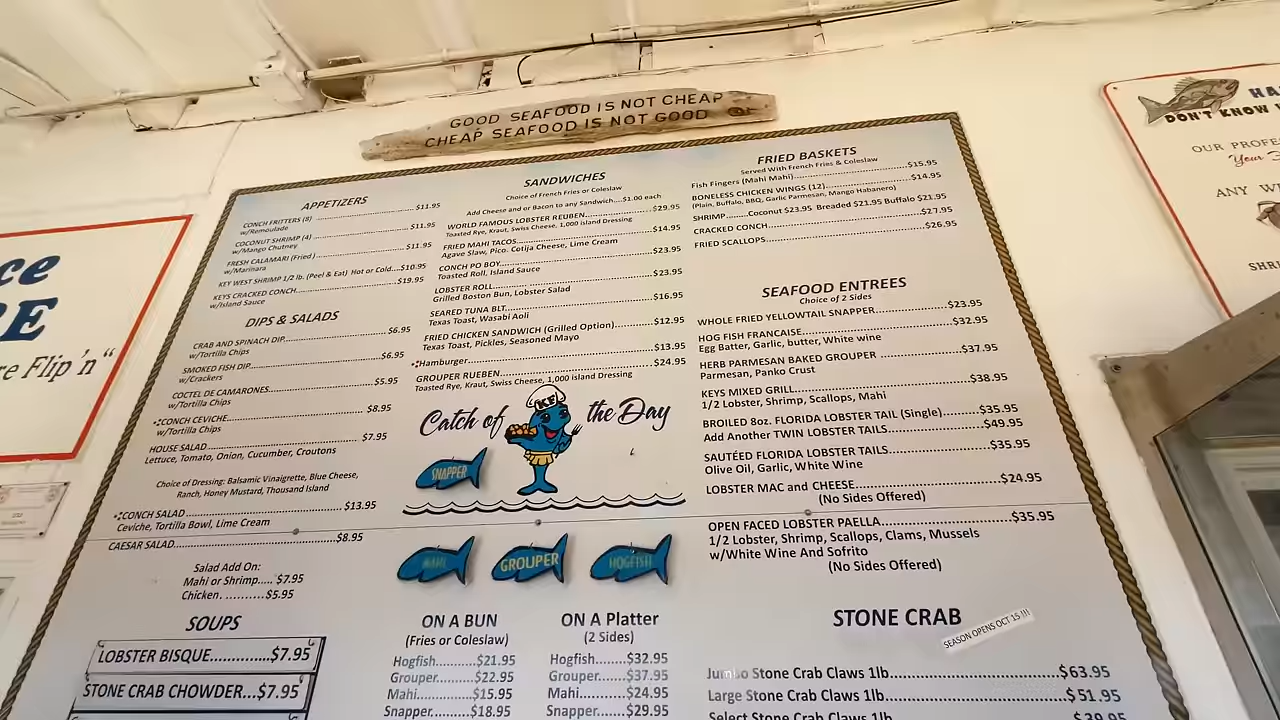 GOOD SEAFOOD IS NOT CHEAP
CHEAP SEAFOOD IS NOT GOOD
ce
RE
re Flip'n"
APPETIZERS
CONCH FRITTERS (8) $11.95
w/Remoulade
COCONUT SHRIMP (4) $11.95
w/Mango Chutney
FRESH CALAMARI (Fried) $11.95
w/Marinara
KEY WEST SHRIMP 1/2 lb. (Peel & Eat) Hot or Cold....$10.95
KEYS CRACKED CONCH $19.95
w/Island Sauce
DIPS & SALADS
CRAB AND SPINACH DIP $6.95
w/Tortilla Chips
SMOKED FISH DIP $6.95
w/Crackers
COCTEL DE CAMARONES $5.95
w/Tortilla Chips
CONCH CEVICHE $8.95
w/Tortilla Chips
HOUSE SALAD $7.95
Lettuce, Tomato, Onion, Cucumber, Croutons
Choice of Dressing: Balsamic Vinaigrette, Blue Cheese,
Ranch, Honey Mustard, Thousand Island
CONCH SALAD $13.95
Ceviche, Tortilla Bowl, Lime Cream
CAESAR SALAD $8.95
Salad Add On:
Mahi or Shrimp..... $7.95
Chicken. .......... $5.95
SOUPS
LOBSTER BISQUE.............$7.95
STONE CRAB CHOWDER...$7.95
SANDWICHES
Choice of French Fries or Coleslaw
Add Cheese and or Bacon to any Sandwich.....$1.00 each
WORLD FAMOUS LOBSTER REUBEN $29.95
Toasted Rye, Kraut, Swiss Cheese, 1,000 island Dressing
FRIED MAHI TACOS $14.95
Agave Slaw, Pico. Cotija Cheese, Lime Cream
CONCH PO BOY $23.95
Toasted Roll, Island Sauce
LOBSTER ROLL $23.95
Grilled Boston Bun, Lobster Salad
SEARED TUNA BLT $16.95
Texas Toast, Wasabi Aoli
FRIED CHICKEN SANDWICH (Grilled Option) $12.95
Texas Toast, Pickles, Seasoned Mayo
Hamburger $13.95
GROUPER RUEBEN $24.95
Toasted Rye, Kraut, Swiss Cheese, 1,000 island Dressing
Catch of the Day
KF
SNAPPER
MAHI GROUPER HOGFISH
ON A BUN
(Fries or Coleslaw)
Hogfish..........$21.95
Grouper..........$22.95
Mahi.............$15.95
Snapper..........$18.95
ON A Platter
(2 Sides)
Hogfish.......$32.95
Grouper.......$37.95
Mahi..........$24.95
Snapper.......$29.95
FRIED BASKETS
Served With French Fries & Coleslaw
Fish Fingers (Mahi Mahi) $15.95
BONELESS CHICKEN WINGS (12) $14.95
(Plain, Buffalo, BBQ, Garlic Parmesan, Mango Habanero)
SHRIMP.......Coconut $23.95 Breaded $21.95 Buffalo $21.95
CRACKED CONCH $27.95
FRIED SCALLOPS $26.95
SEAFOOD ENTREES
Choice of 2 Sides
WHOLE FRIED YELLOWTAIL SNAPPER $23.95
HOG FISH FRANCAISE $32.95
Egg Batter, Garlic, butter, White wine
HERB PARMESAN BAKED GROUPER $37.95
Parmesan, Panko Crust
KEYS MIXED GRILL $38.95
1/2 Lobster, Shrimp, Scallops, Mahi
BROILED 8oz. FLORIDA LOBSTER TAIL (Single) $35.95
Add Another TWIN LOBSTER TAILS $49.95
SAUTÉED FLORIDA LOBSTER TAILS $35.95
Olive Oil, Garlic, White Wine
LOBSTER MAC and CHEESE $24.95
(No Sides Offered)
OPEN FACED LOBSTER PAELLA $35.95
1/2 Lobster, Shrimp, Scallops, Clams, Mussels
w/White Wine And Sofrito
(No Sides Offered)
STONE CRAB
SEASON OPENS OCT 15 !!!
Jumbo Stone Crab Claws 1lb $63.95
Large Stone Crab Claws 1lb $51.95
Select Stone Crab Claws 1lb $39.95
HA
DON'T KNOW
OUR PROFE
Your
ANY W
SHRI